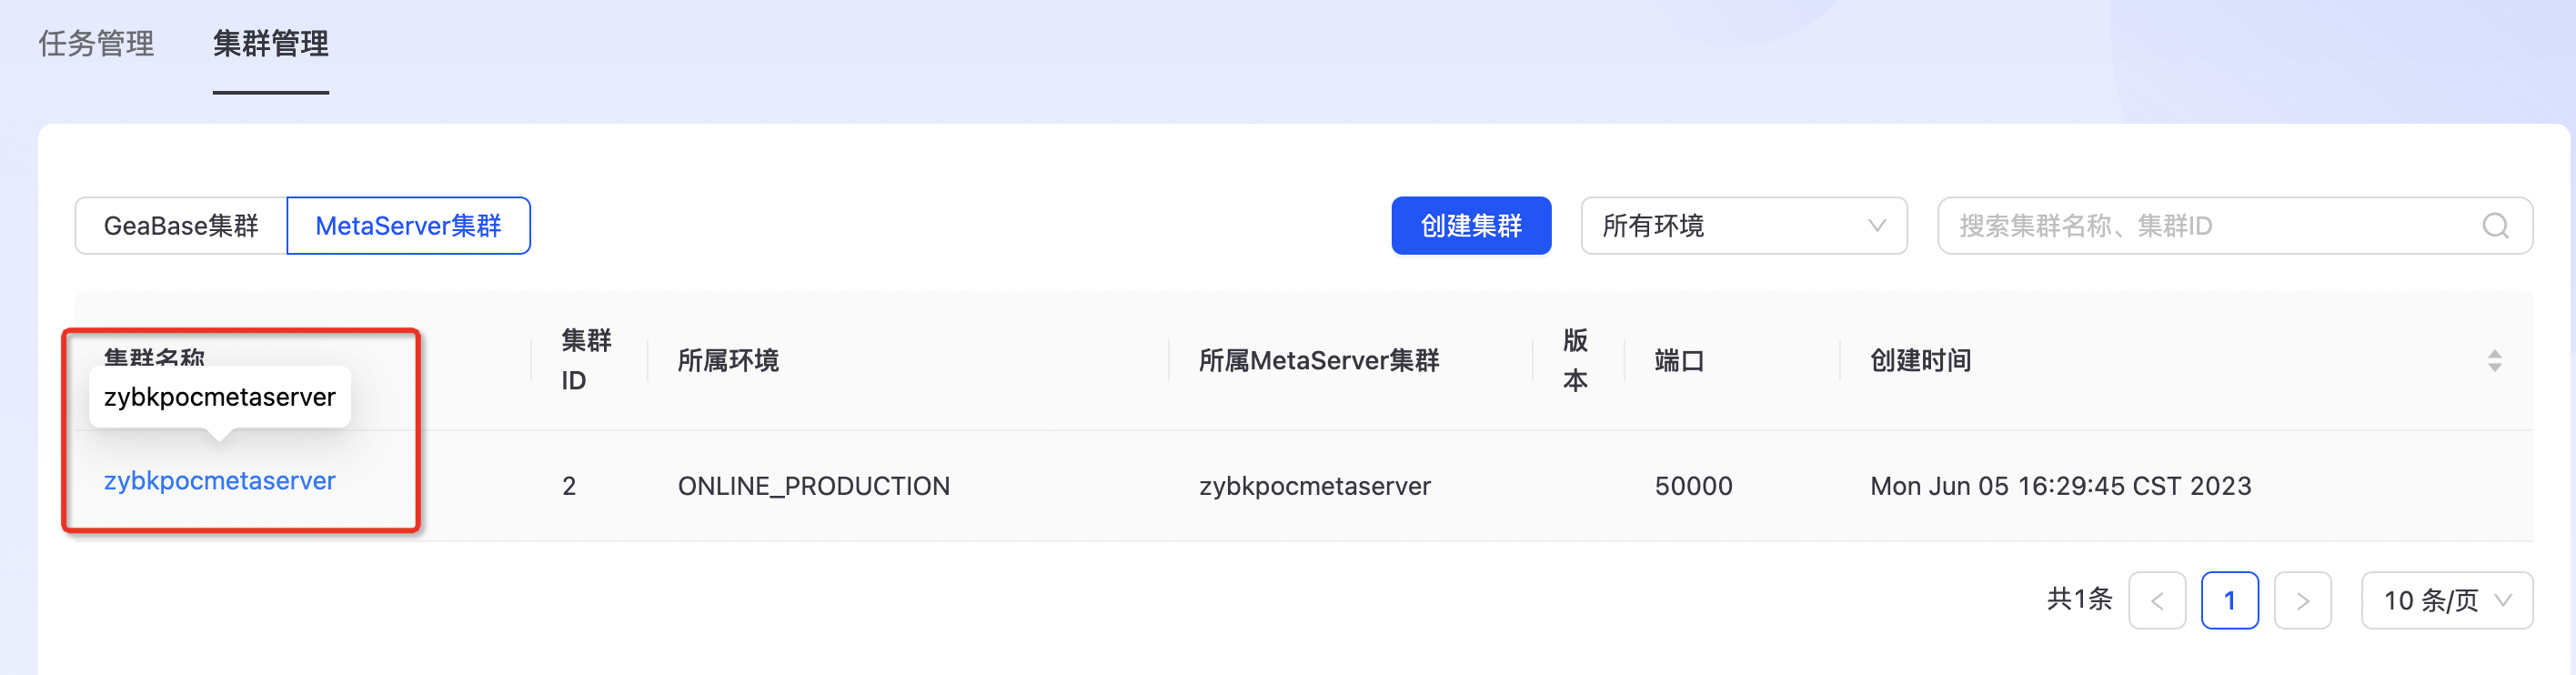 任务管理 集群管理
GeaBase集群 MetaServer集群 创建集群 所有环境 搜索集群名称、集群ID
集群名称 集群 ID 所属环境 所属MetaServer集群 版本 端口 创建时间
zybkpocmetaserver
zybkpocmetaserver 2 ONLINE_PRODUCTION zybkpocmetaserver 50000 Mon Jun 05 16:29:45 CST 2023
共1条 < 1 > 10 条/页